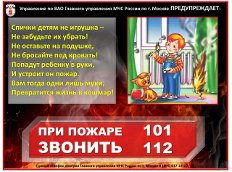 Управление по ВАО Главного управления МЧС России по г. Москве ПРЕДУПРЕЖДАЕТ:
Спички детям не игрушка –
Не забудьте их убрать!
Не оставьте на подушке,
Не бросайте под кровать!
Попадут ребенку в руки,
И устроит он пожар.
Вам тогда одни лишь муки,
Превратится жизнь в кошмар!
ПРИ ПОЖАРЕ 101
ЗВОНИТЬ 112